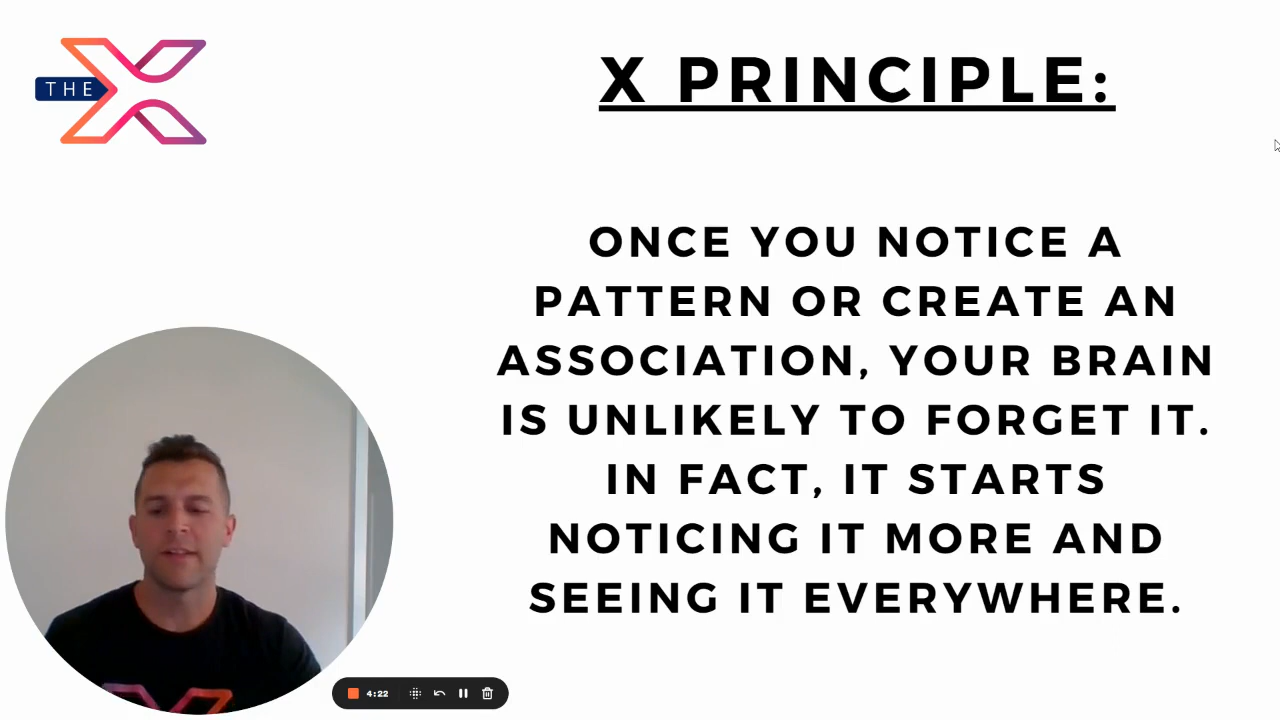 THE
X PRINCIPLE:
ONCE YOU NOTICE A
PATTERN OR CREATE AN
ASSOCIATION, YOUR BRAIN
IS UNLIKELY TO FORGET IT.
IN FACT, IT STARTS
NOTICING IT MORE AND
SEEING IT EVERYWHERE.
4:22